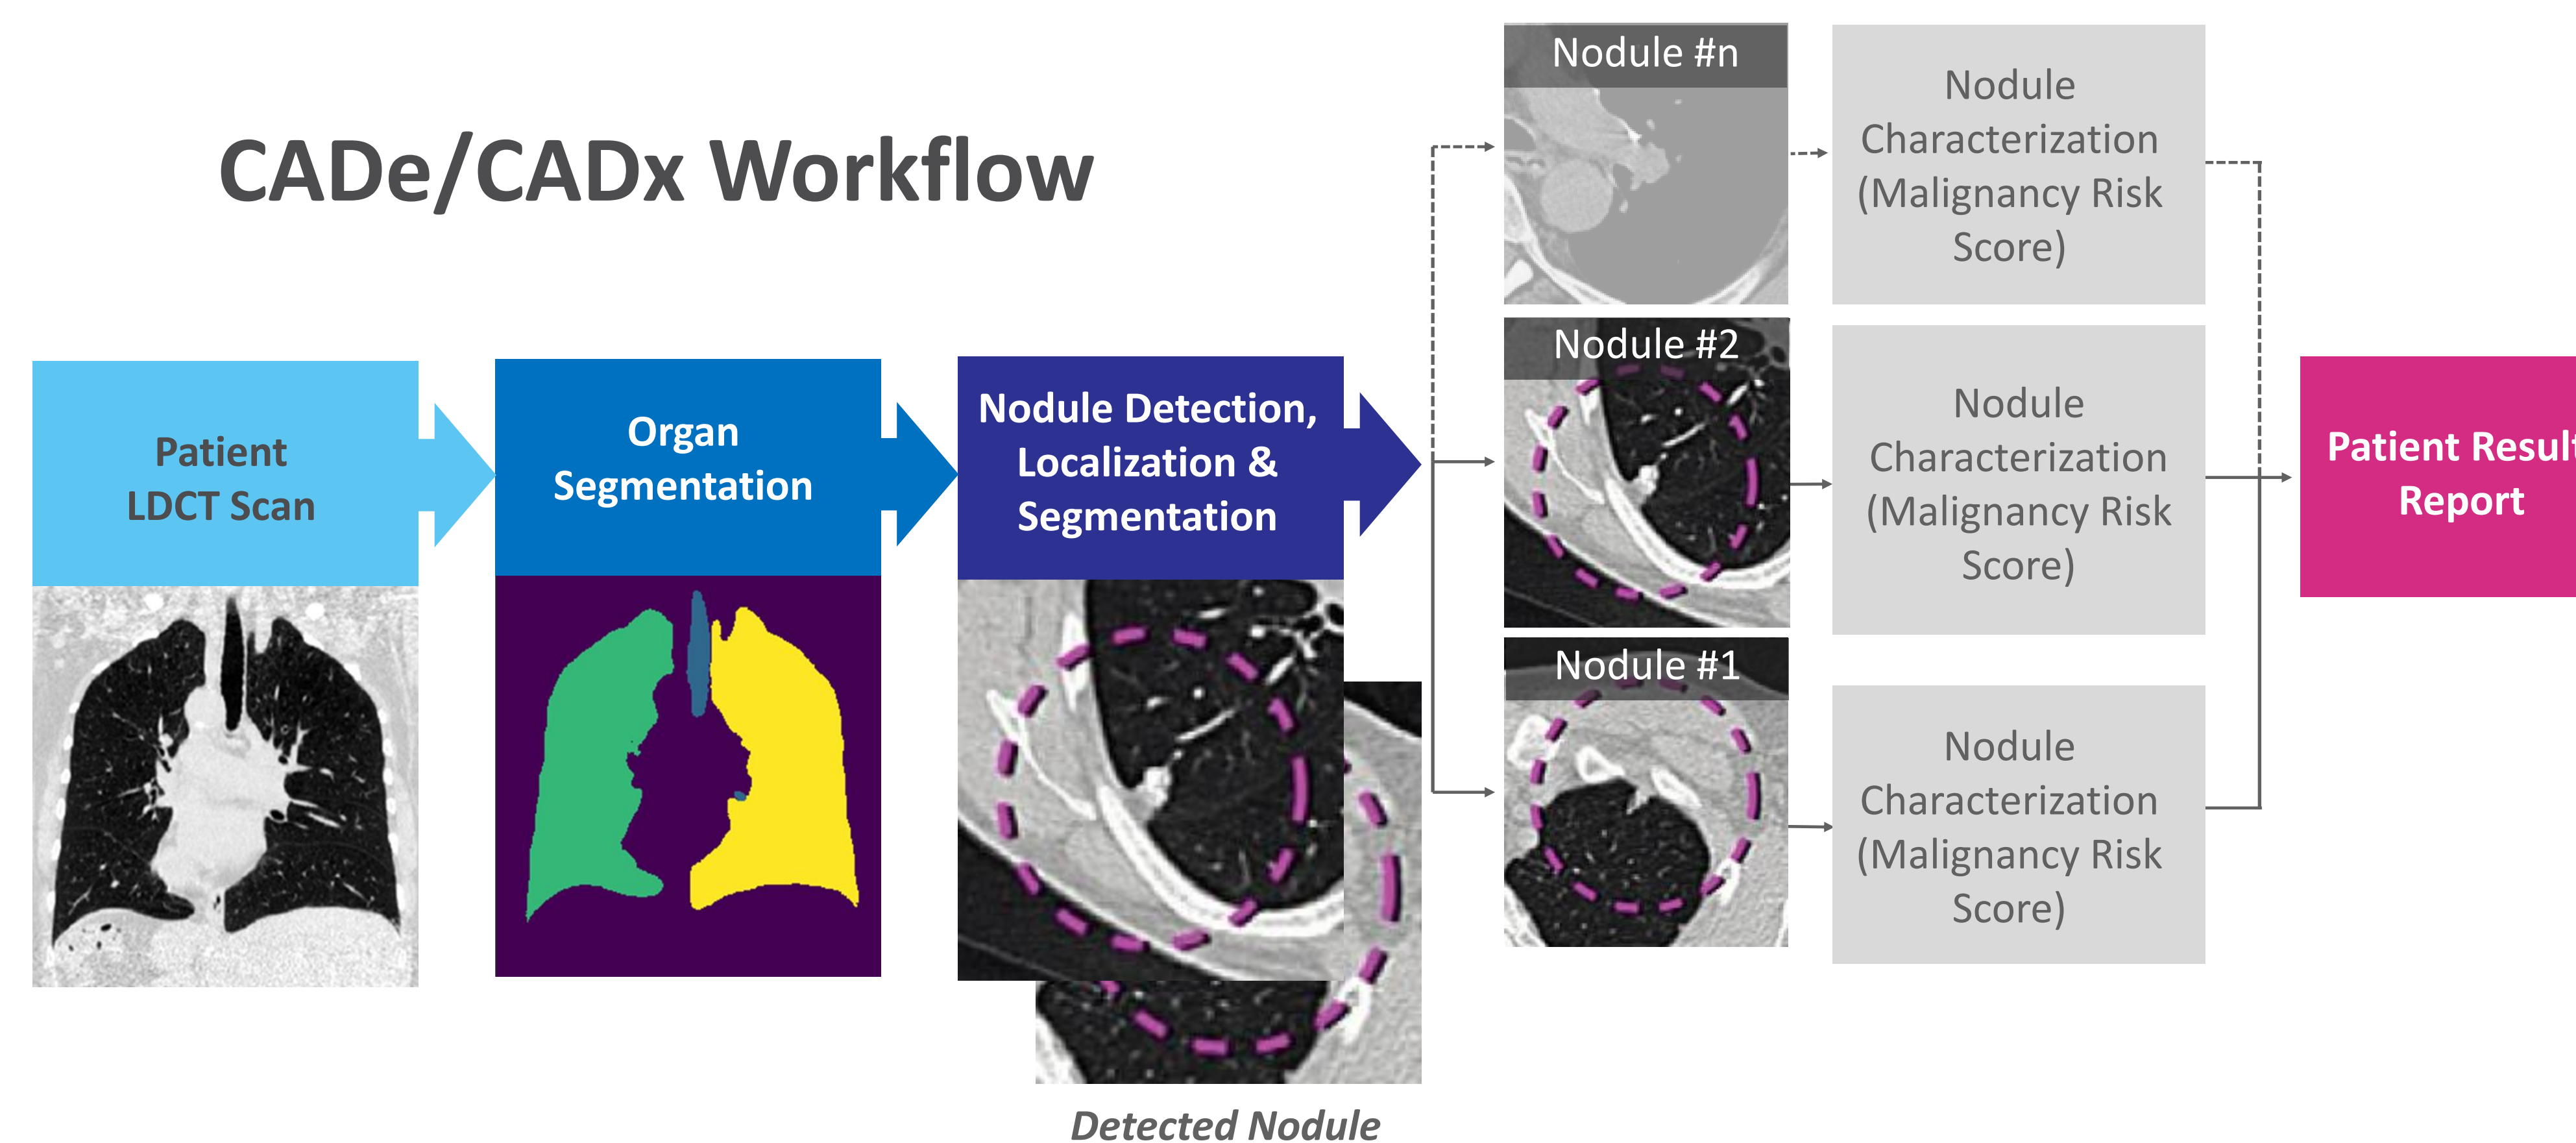 CADe/CADx Workflow
Patient
LDCT Scan
Organ
Segmentation
Nodule Detection,
Localization &
Segmentation
Detected Nodule
Nodule #n
Nodule
Characterization
(Malignancy Risk
Score)
Nodule #2
Nodule
Characterization
(Malignancy Risk
Score)
Nodule #1
Nodule
Characterization
(Malignancy Risk
Score)
Patient Result
Report